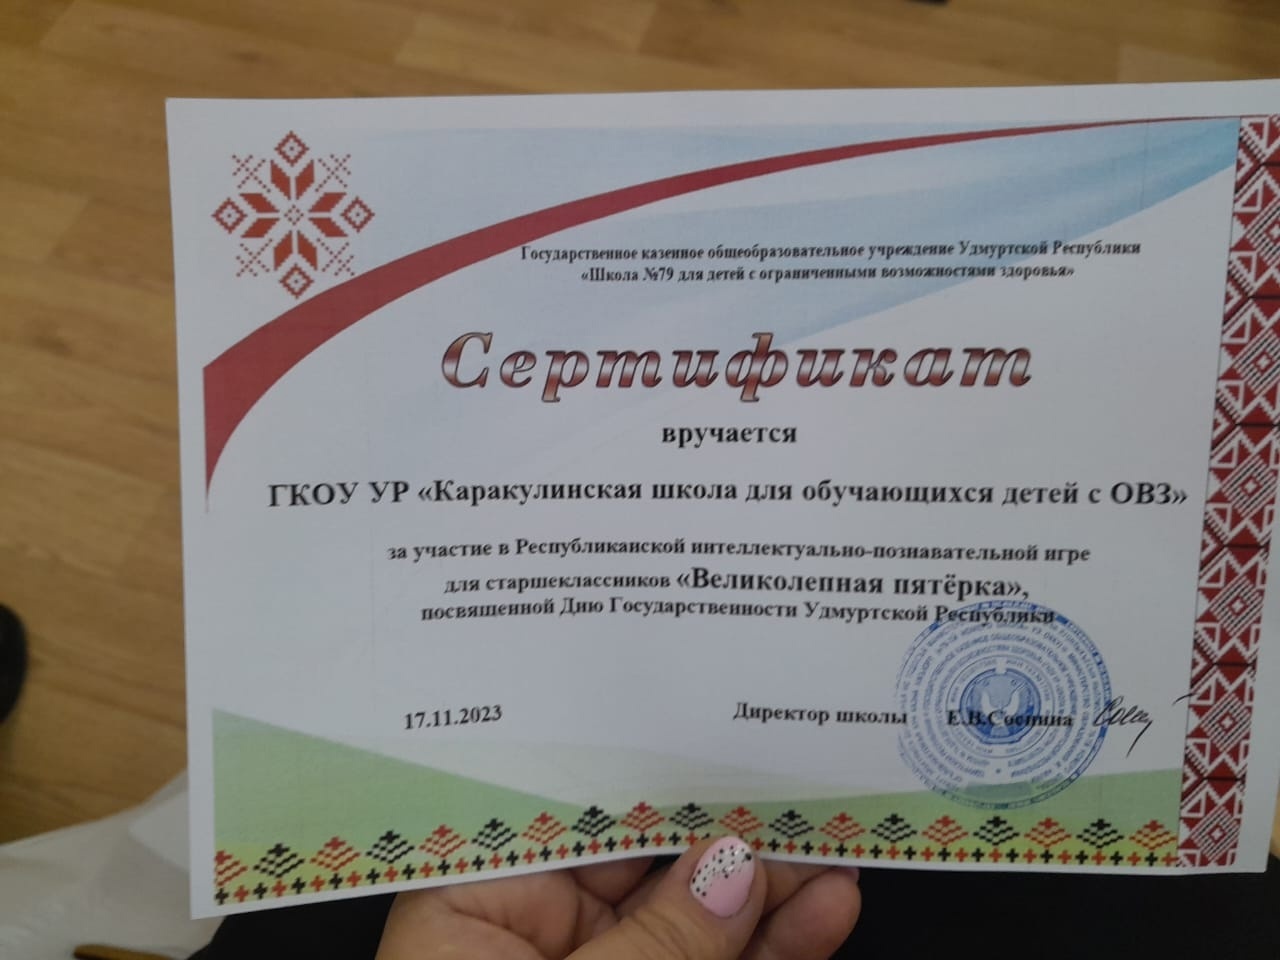 Государственное казенное общеобразовательное учреждение Удмуртской Республики
«Школа №79 для детей с ограниченными возможностями здоровья»
Сертификат
вручается
ГКОУ УР «Каракулинская школа для обучающихся детей с ОВЗ»
за участие в Республиканской интеллектуально-познавательной игре
для старшеклассников «Великолепная пятёрка»,
посвященной Дню Государственности Удмуртской Республики
17.11.2023 Директор школы Е.В.Соснина